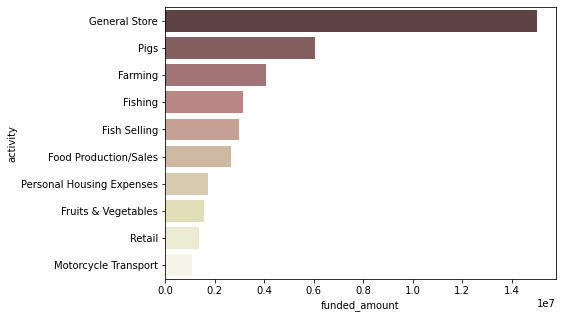 General Store
Pigs
Farming
Fishing
Fish Selling
Food Production/Sales
Personal Housing Expenses
Fruits & Vegetables
Retail
Motorcycle Transport
activity
0.0 0.2 0.4 0.6 0.8 1.0 1.2 1.4
1e7
funded_amount